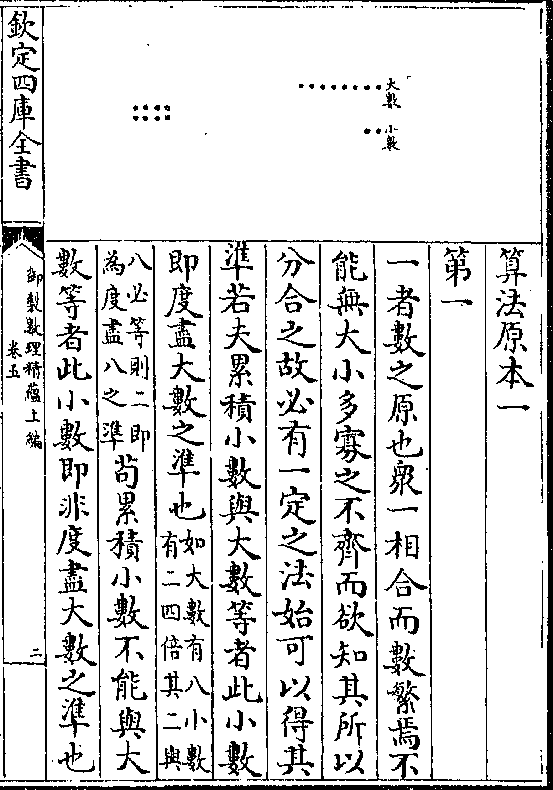 大數
小數
算法原本一
第一
一者數之原也衆一相合而數繁焉不
能無大小多寡之不齊而欲知其所以
分合之故必有一定之法始可以得其
準若夫累積小數與大數等者此小數
即度盡大數之準也如大數有八小數
有二四倍其二與
八必等則二即
為度盡八之準
苟累積小數不能與大
數等者此小數即非度盡大數之準也
欽定四庫全書
御製數理精蘊上編
卷五
二